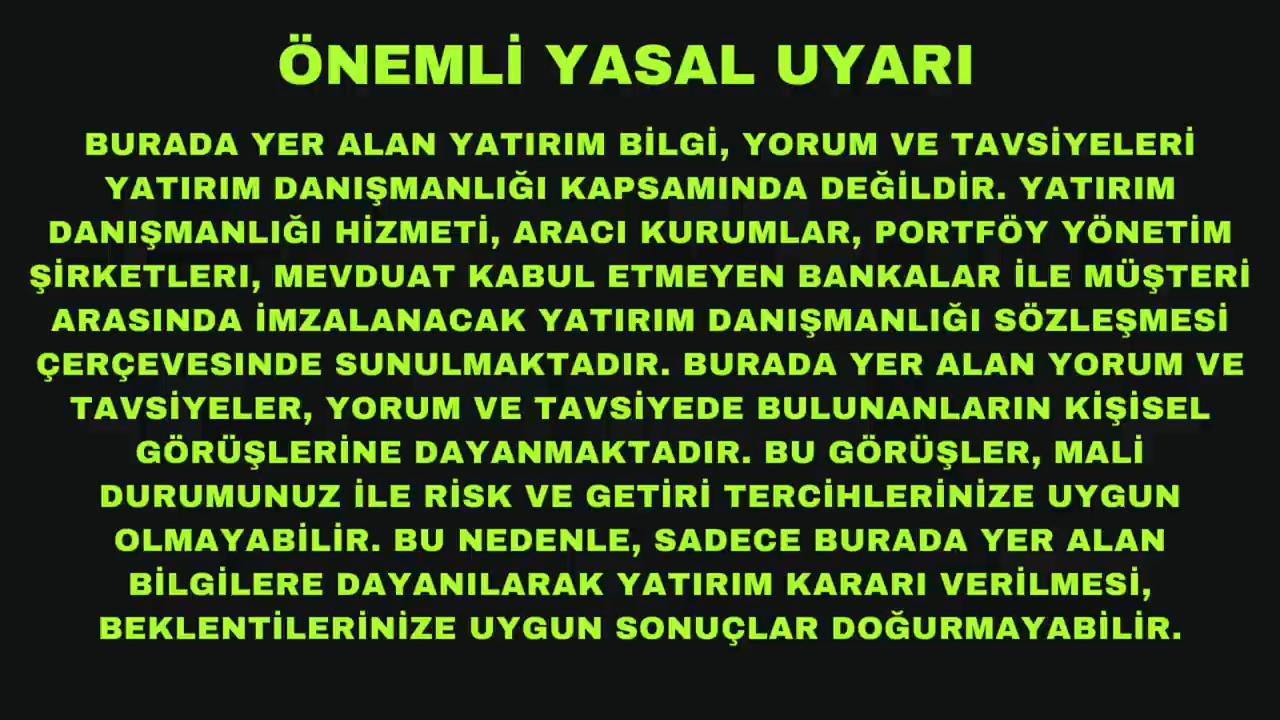 ÖNEMLİ YASAL UYARI
BURADA YER ALAN YATIRIM BİLGİ, YORUM VE TAVSİYELERİ
YATIRIM DANIŞMANLIĞI KAPSAMINDA DEĞİLDİR. YATIRIM
DANIŞMANLIĞI HİZMETİ, ARACI KURUMLAR, PORTFÖY YÖNETİM
ŞİRKETLERI, MEVDUAT KABUL ETMEYEN BANKALAR İLE MÜŞTERİ
ARASINDA İMZALANACAK YATIRIM DANIŞMANLIĞI SÖZLEŞMESİ
ÇERÇEVESINDE SUNULMAKTADIR. BURADA YER ALAN YORUM VE
TAVSİYELER, YORUM VE TAVSİYEDE BULUNANLARIN KİŞİSEL
GÖRÜŞLERİNE DAYANMAKTADIR. BU GÖRÜŞLER, MALİ
DURUMUNUZ İLE RİSK VE GETİRİ TERCİHLERİNİZE UYGUN
OLMAYABİLİR. BU NEDENLE, SADECE BURADA YER ALAN
BİLGİLERE DAYANILARAK YATIRIM KARARI VERİLMESİ,
BEKLENTİLERİNİZE UYGUN SONUÇLAR DOĞURMAYABİLİR.